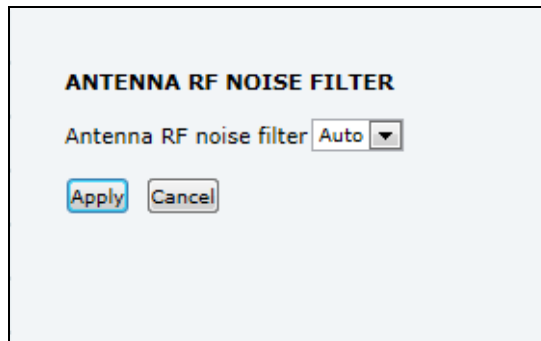 ANTENNA RF NOISE FILTER
Antenna RF noise filter Auto
Apply Cancel